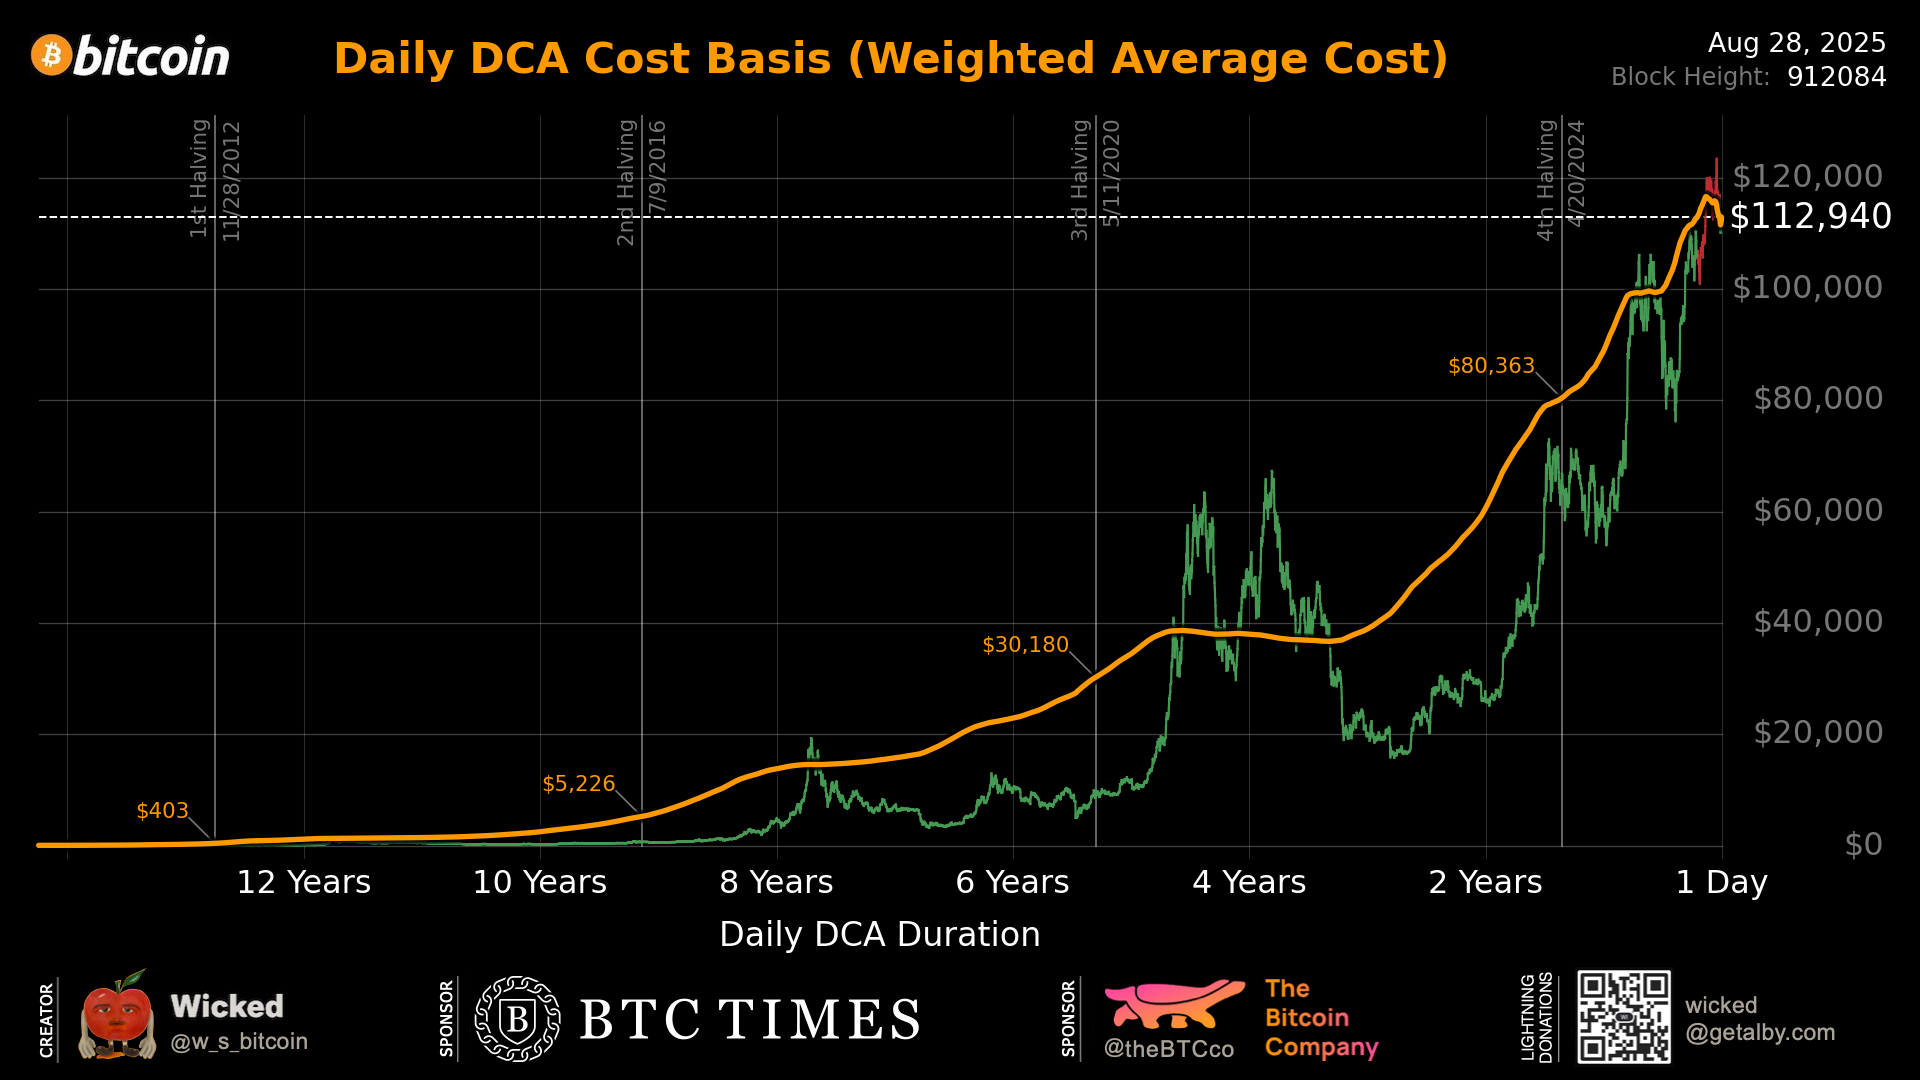 bitcoin
Daily DCA Cost Basis (Weighted Average Cost)
Aug 28, 2025
Block Height: 912084
1st Halving
11/28/2012
2nd Halving
7/9/2016
3rd Halving
5/11/2020
4th Halving
4/20/2024
$120,000
$112,940
$100,000
$80,000
$60,000
$40,000
$20,000
$0
$403
$5,226
$30,180
$80,363
12 Years
10 Years
8 Years
6 Years
4 Years
2 Years
1 Day
Daily DCA Duration
CREATOR
Wicked
@w_s_bitcoin
SPONSOR
B
BTC TIMES
SPONSOR
@theBTCco
The
Bitcoin
Company
LIGHTNING
DONATIONS
wicked
@getalby.com